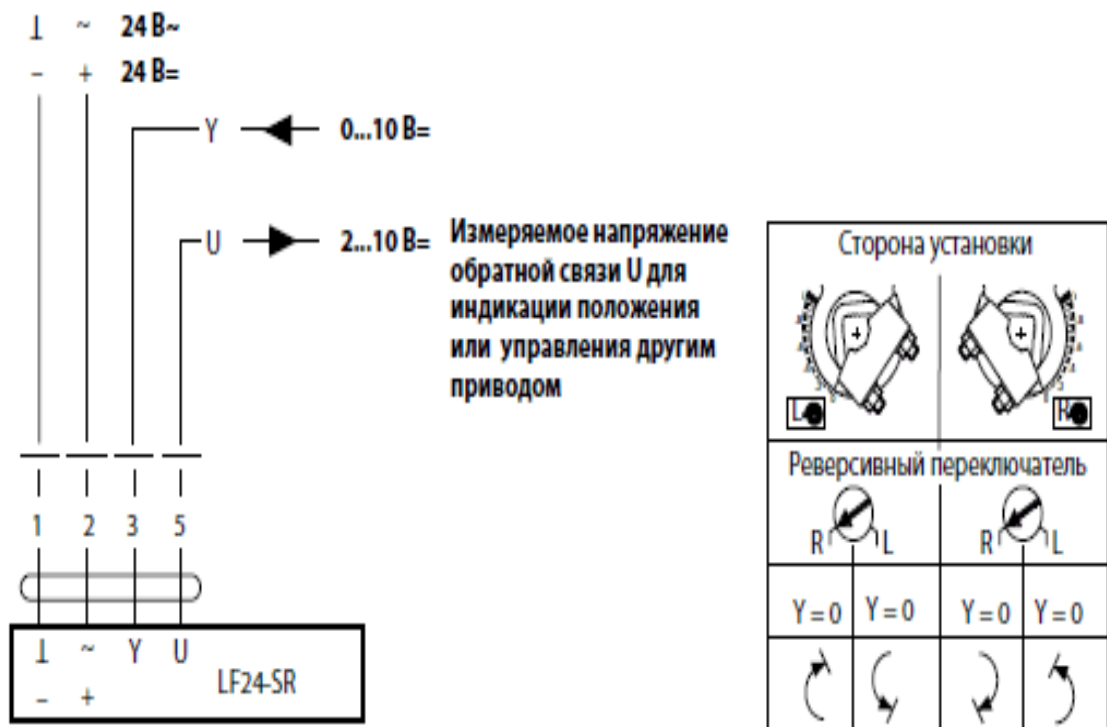 ⊥ ~ 24 В~
– + 24 В=
Y 0...10 В=
U 2...10 В=
Измеряемое напряжение
обратной связи U для
индикации положения
или управления другим
приводом
1 2 3 5
⊥ ~ Y U
– +
LF24-SR
Сторона установки
L R
Реверсивный переключатель
R L R L
Y = 0 Y = 0 Y = 0 Y = 0